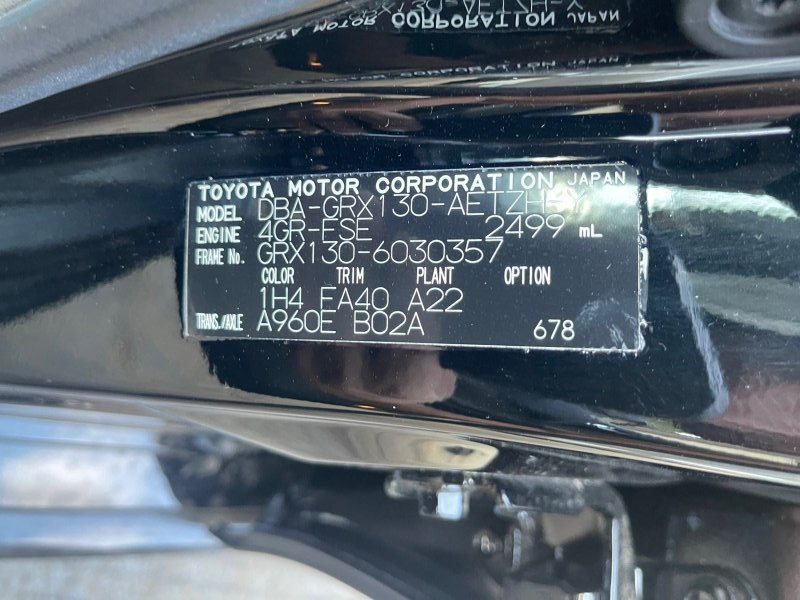 TOYOTA MOTOR CORPORATION JAPAN
MODEL DBA-GRX130-AETZH-Y
ENGINE 4GR-FSE 2499 mL
FRAME No. GRX130-6030357
COLOR TRIM PLANT OPTION
1H4 FA40 A22
TRANS./AXLE A960E B02A 678